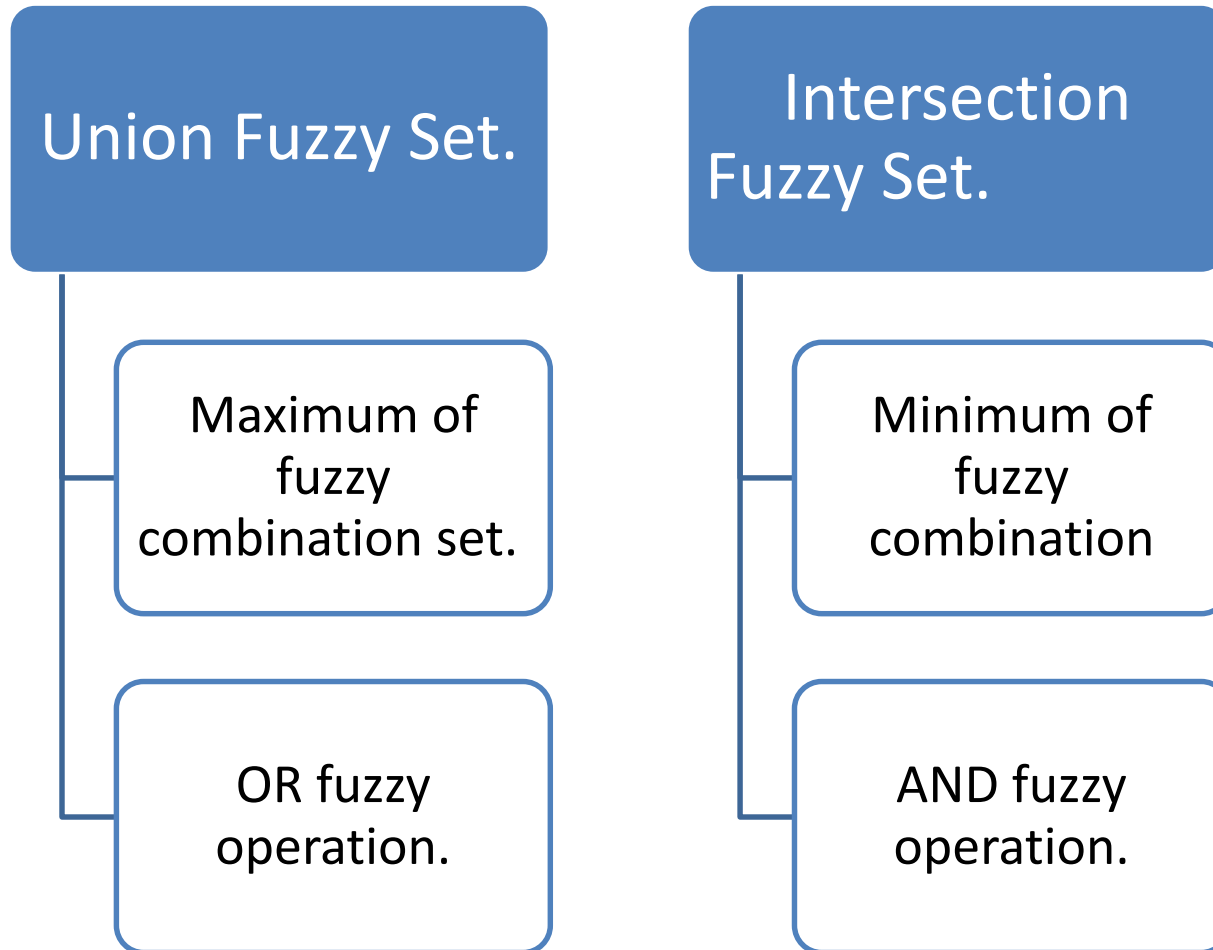 Union Fuzzy Set.
Maximum of
fuzzy
combination set.
OR fuzzy
operation.
Intersection
Fuzzy Set.
Minimum of
fuzzy
combination
AND fuzzy
operation.